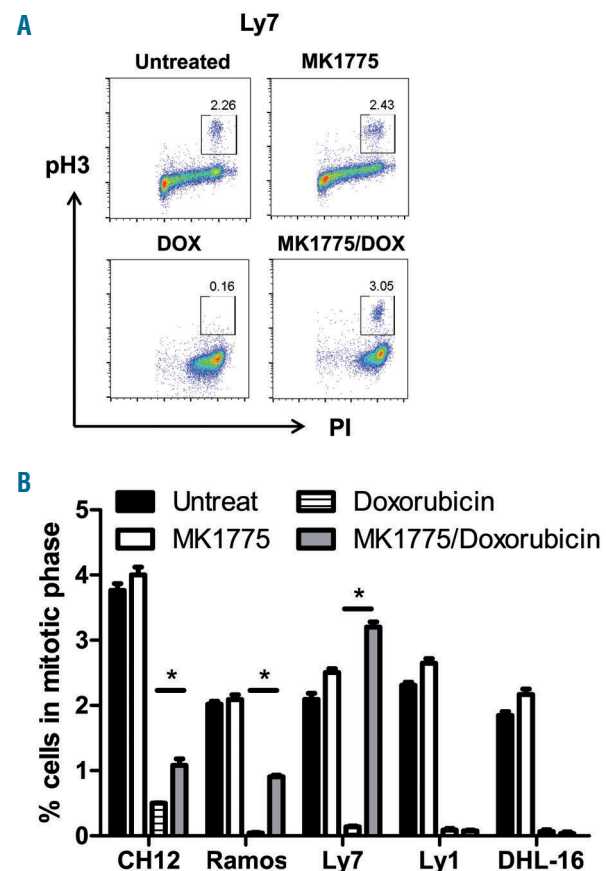 A
Ly7
Untreated
MK1775
2.26
2.43
pH3
DOX
MK1775/DOX
0.16
3.05
PI
B
Untreat
Doxorubicin
MK1775
MK1775/Doxorubicin
% cells in mitotic phase
5
4
3
2
1
0
*
*
*
CH12 Ramos Ly7 Ly1 DHL-16